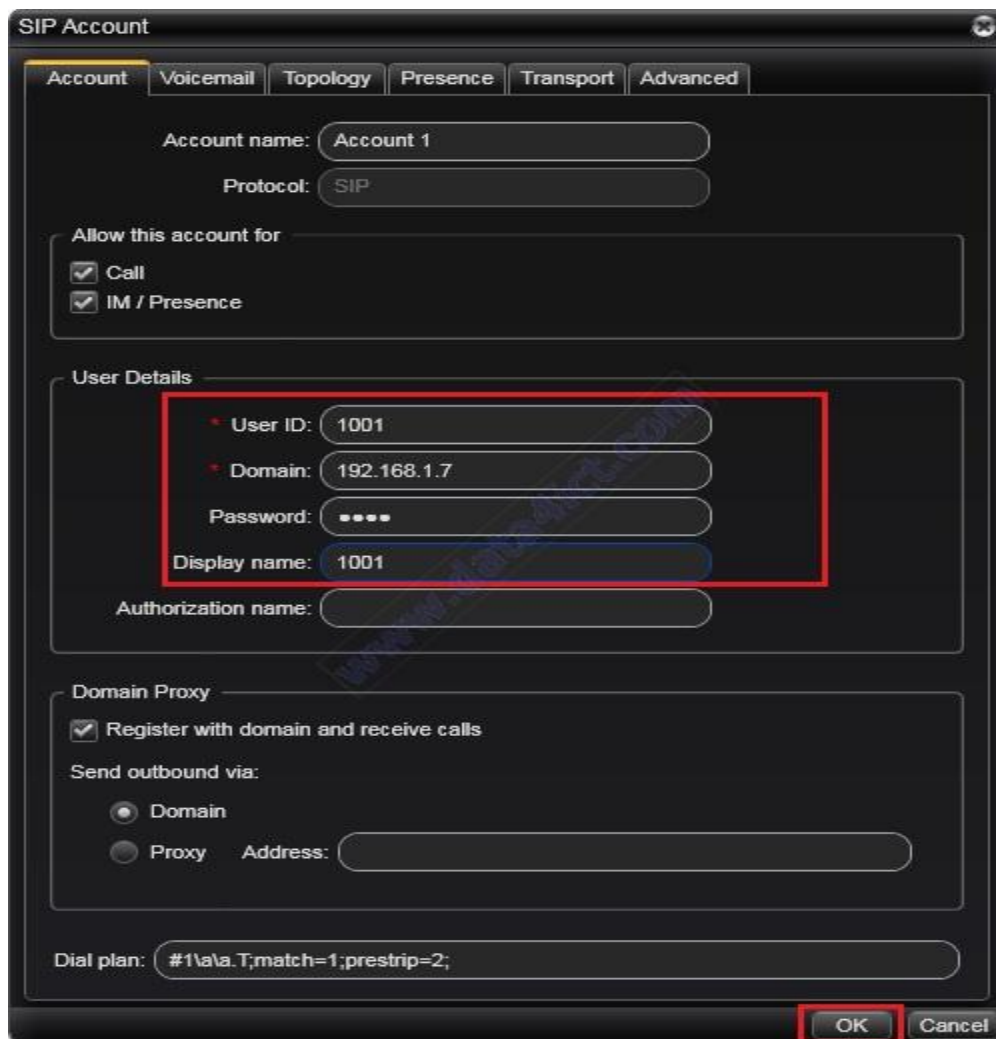 SIP Account
Account Voicemail Topology Presence Transport Advanced
Account name: Account 1
Protocol: SIP
Allow this account for
Call
IM / Presence
User Details
* User ID: 1001
* Domain: 192.168.1.7
Password: ••••
Display name: 1001
Authorization name:
www.data4ict.com
Domain Proxy
Register with domain and receive calls
Send outbound via:
Domain
Proxy Address:
Dial plan: #1\a\a.T;match=1;prestrip=2;
OK Cancel